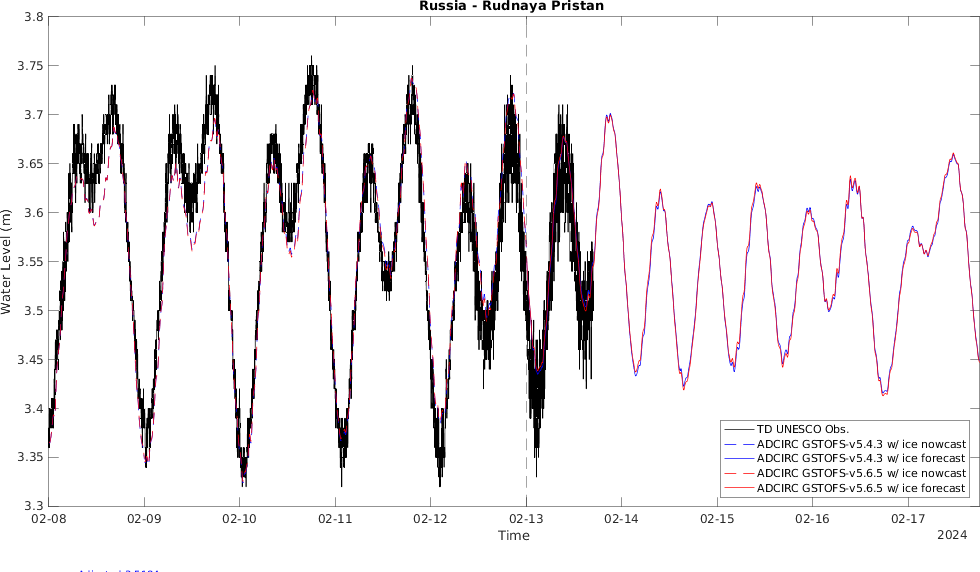 Russia - Rudnaya Pristan
3.8
3.75
3.7
3.65
3.6
3.55
3.5
3.45
3.4
3.35
3.3
Water Level (m)
02-08
02-09
02-10
02-11
02-12
02-13
02-14
02-15
02-16
02-17
Time
2024
TD UNESCO Obs.
ADCIRC GSTOFS-v5.4.3 w/ ice nowcast
ADCIRC GSTOFS-v5.4.3 w/ ice forecast
ADCIRC GSTOFS-v5.6.5 w/ ice nowcast
ADCIRC GSTOFS-v5.6.5 w/ ice forecast